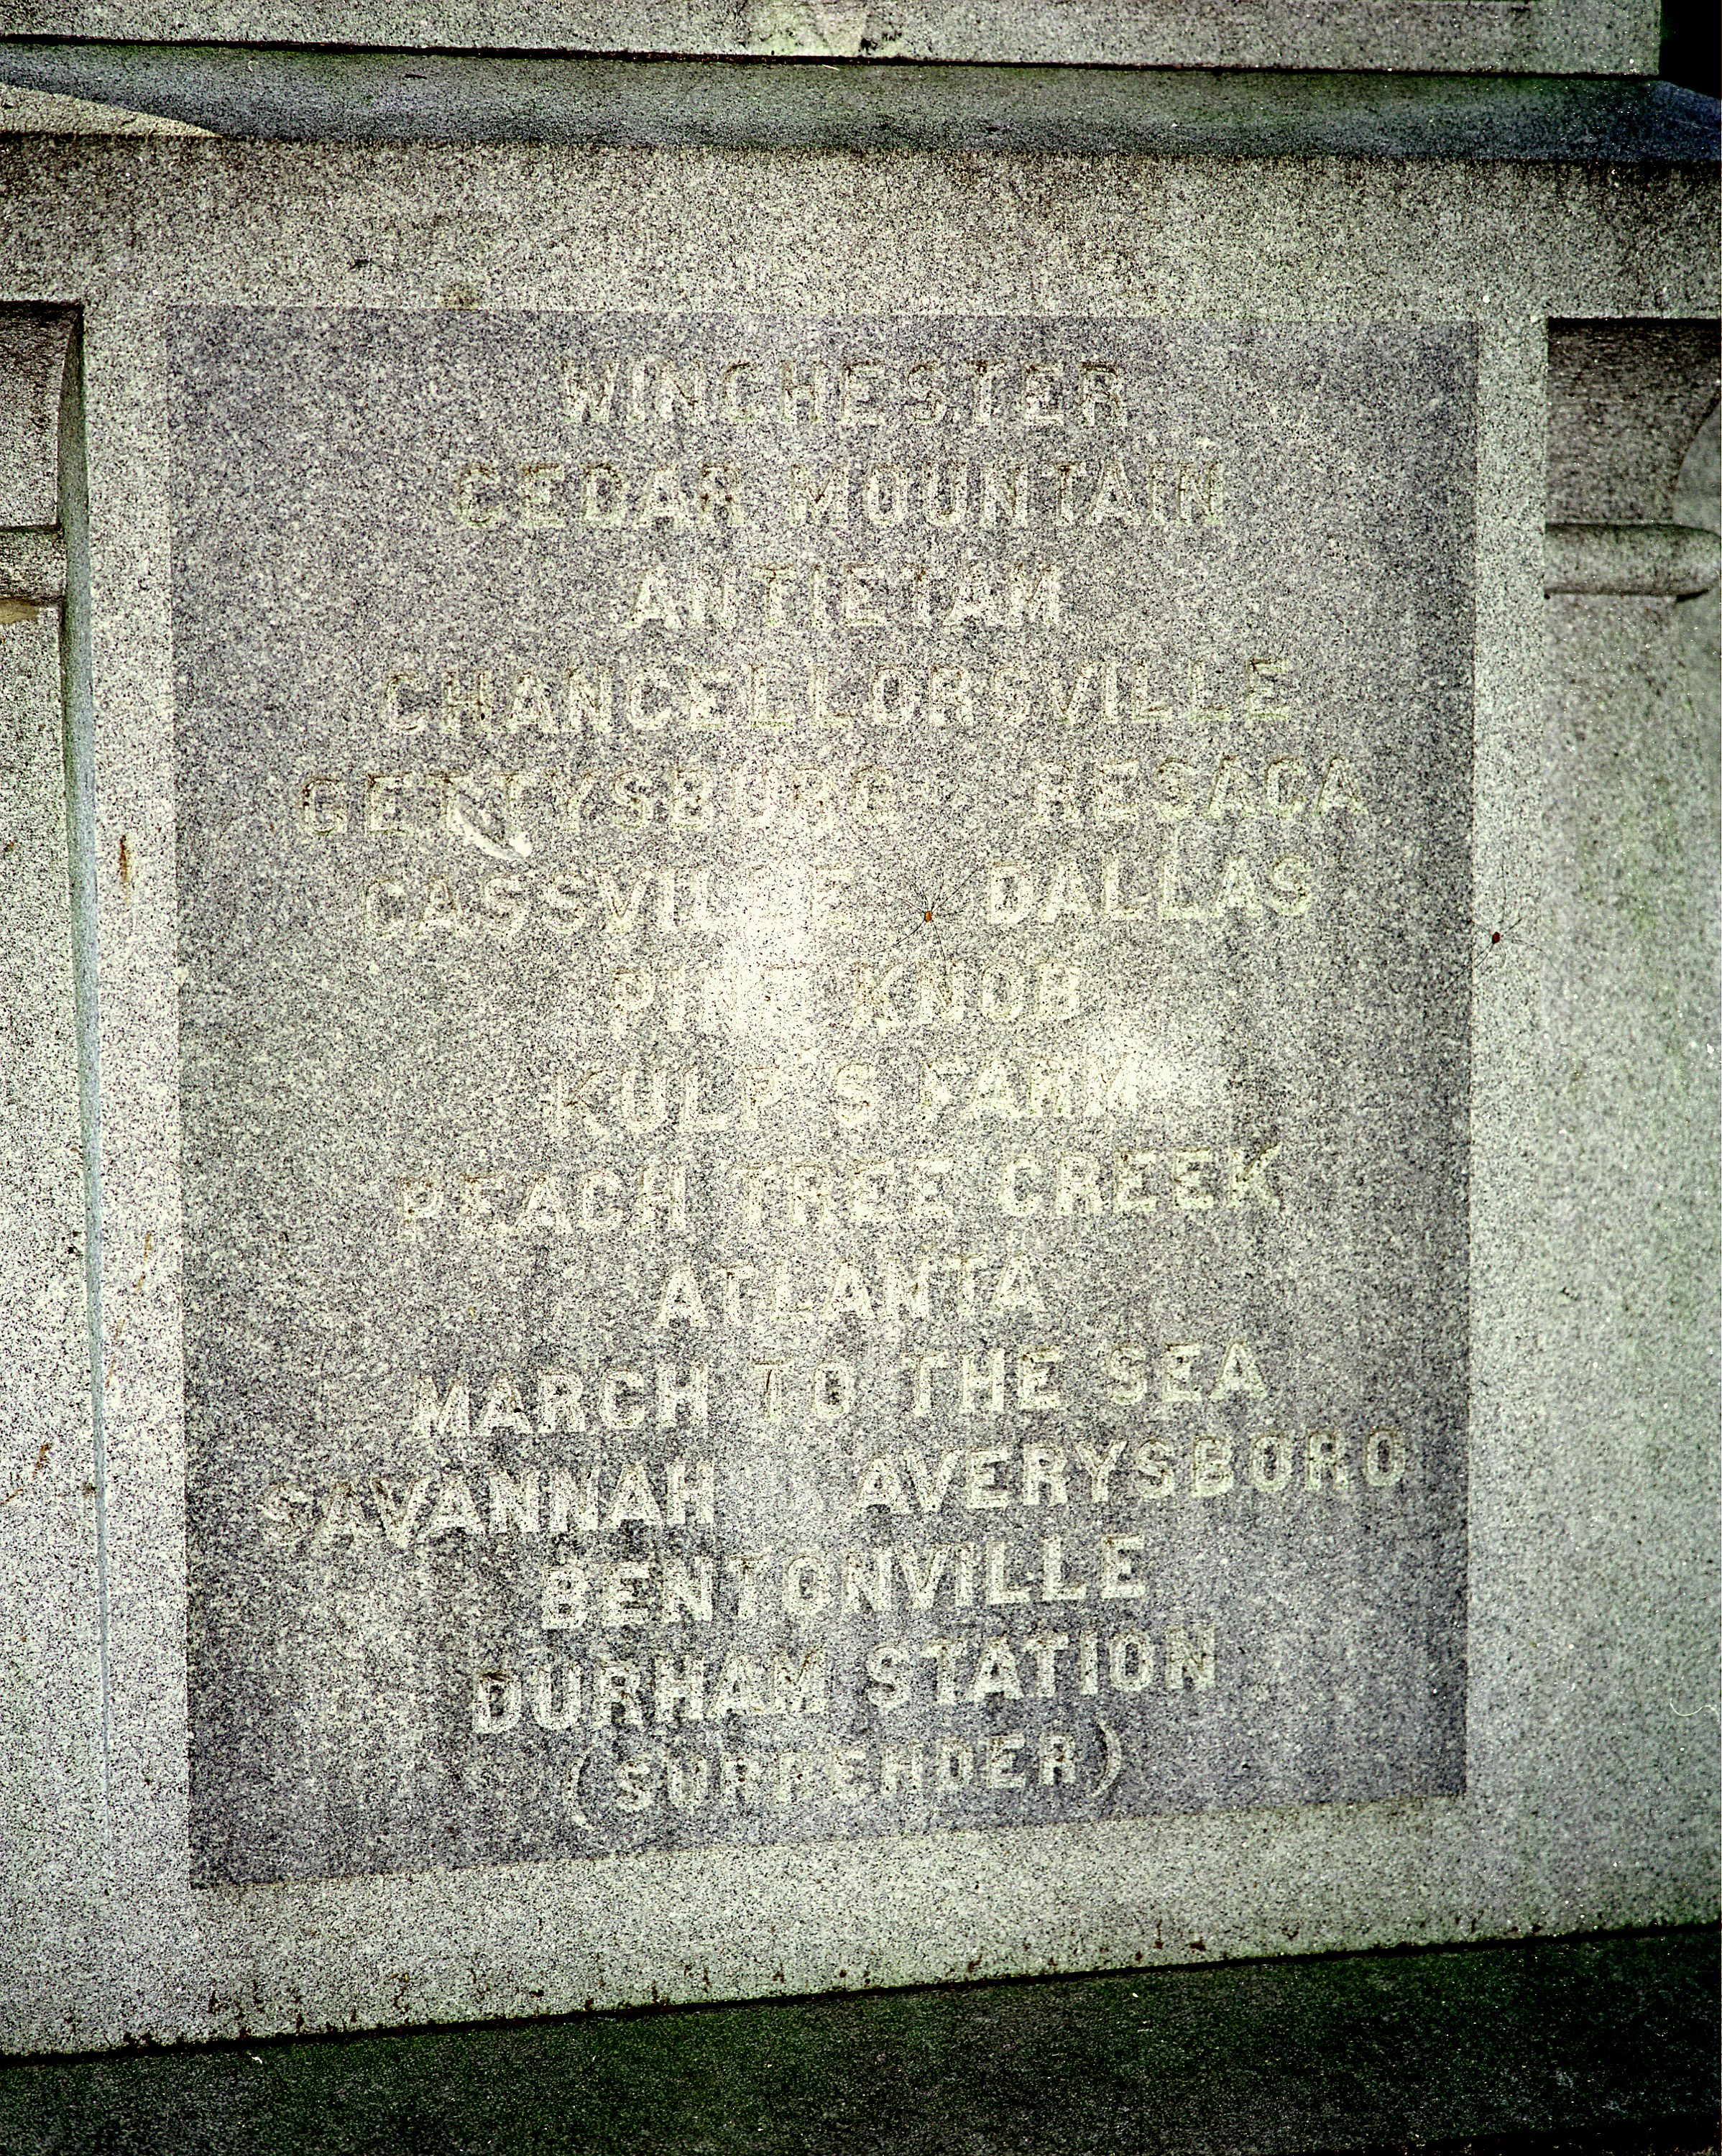 WINCHESTER
CEDAR MOUNTAIN
ANTIETAM
CHANCELLORSVILLE
GETTYSBURG RESACA
CASSVILLE DALLAS
PINE KNOB
KULP'S FARM
PEACH TREE CREEK
ATLANTA
MARCH TO THE SEA
SAVANNAH AVERYSBORO
BENTONVILLE
DURHAM STATION
(SURRENDER)